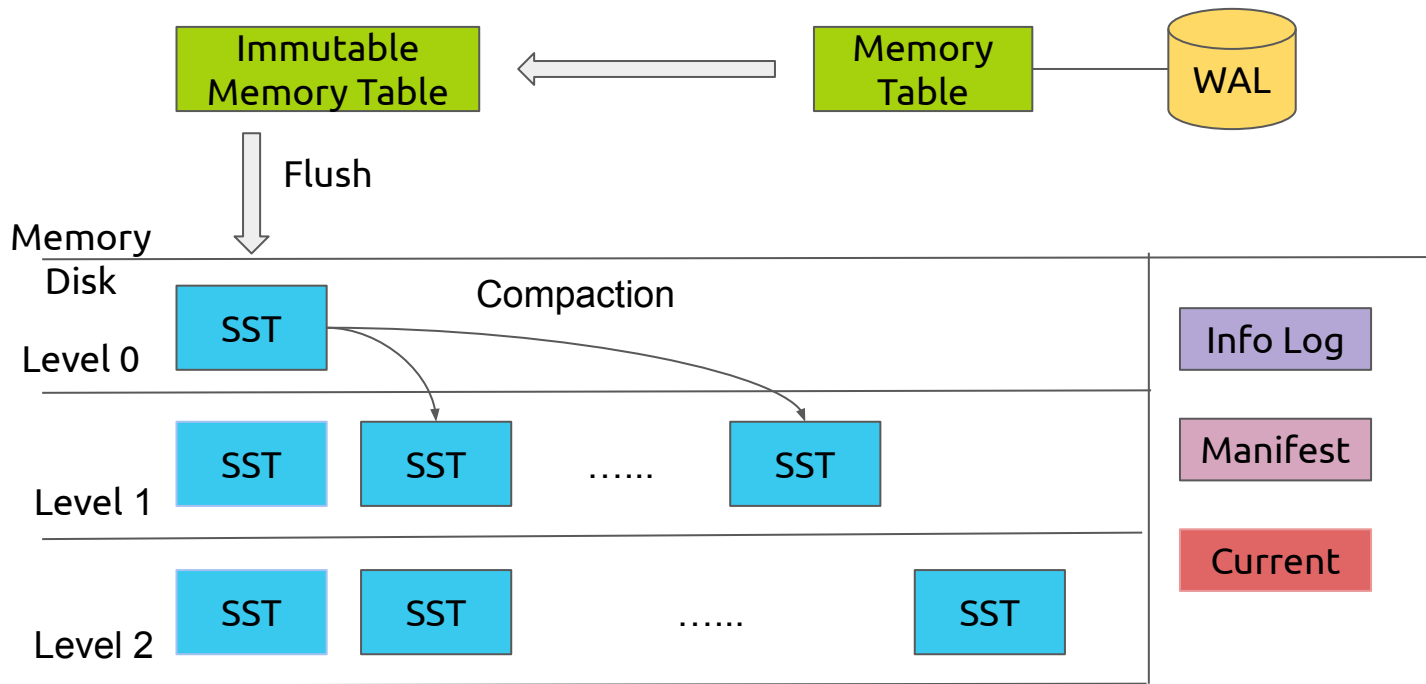 Immutable
Memory Table
Memory
Table
WAL
Flush
Memory
Disk
Compaction
SST
Level 0
Info Log
SST
SST
…...
SST
Manifest
Level 1
Current
SST
SST
…...
SST
Level 2